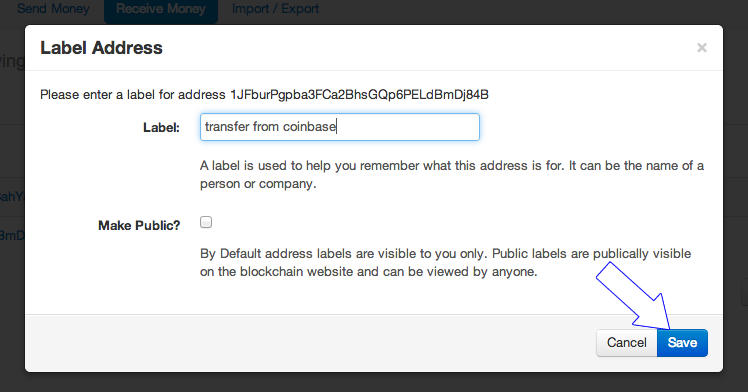 Send Money Receive Money Import / Export
Label Address ×
Please enter a label for address 1JFburPgpba3FCa2BhsGQp6PELdBmDj84B
Label: transfer from coinbase
A label is used to help you remember what this address is for. It can be the name of a
person or company.
Make Public?
By Default address labels are visible to you only. Public labels are publically visible
on the blockchain website and can be viewed by anyone.
Cancel Save